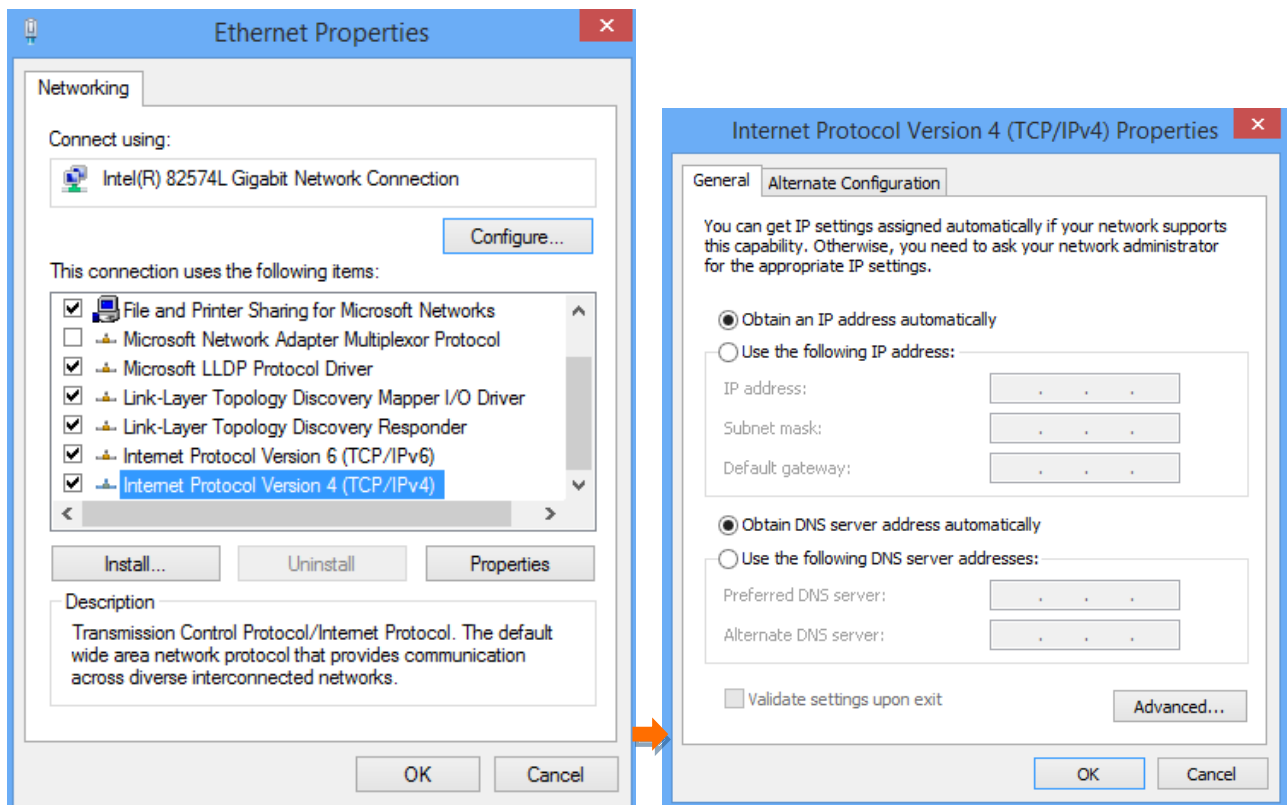 Ethernet Properties
Networking
Connect using:
Intel(R) 82574L Gigabit Network Connection
Configure...
This connection uses the following items:
File and Printer Sharing for Microsoft Networks
Microsoft Network Adapter Multiplexor Protocol
Microsoft LLDP Protocol Driver
Link-Layer Topology Discovery Mapper I/O Driver
Link-Layer Topology Discovery Responder
Internet Protocol Version 6 (TCP/IPv6)
Internet Protocol Version 4 (TCP/IPv4)
Install... Uninstall Properties
Description
Transmission Control Protocol/Internet Protocol. The default
wide area network protocol that provides communication
across diverse interconnected networks.
OK Cancel
Internet Protocol Version 4 (TCP/IPv4) Properties
General Alternate Configuration
You can get IP settings assigned automatically if your network supports
this capability. Otherwise, you need to ask your network administrator
for the appropriate IP settings.
Obtain an IP address automatically
Use the following IP address:
IP address:
Subnet mask:
Default gateway:
Obtain DNS server address automatically
Use the following DNS server addresses:
Preferred DNS server:
Alternate DNS server:
Validate settings upon exit
Advanced...
OK Cancel